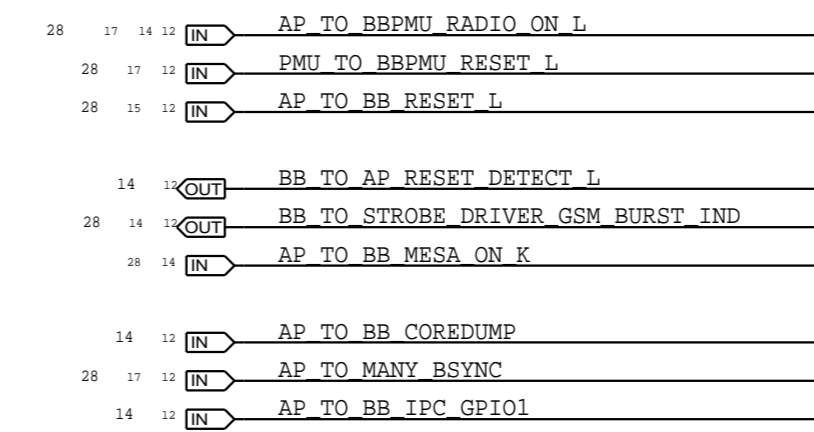 28 17 14 12 IN AP_TO_BBPMU_RADIO_ON_L
28 17 12 IN PMU_TO_BBPMU_RESET_L
28 15 12 IN AP_TO_BB_RESET_L
14 12 OUT BB_TO_AP_RESET_DETECT_L
28 14 12 OUT BB_TO_STROBE_DRIVER_GSM_BURST_IND
28 14 IN AP_TO_BB_MESA_ON_K
14 12 IN AP_TO_BB_COREDUMP
28 17 12 IN AP_TO_MANY_BSYNC
14 12 IN AP_TO_BB_IPC_GPIO1